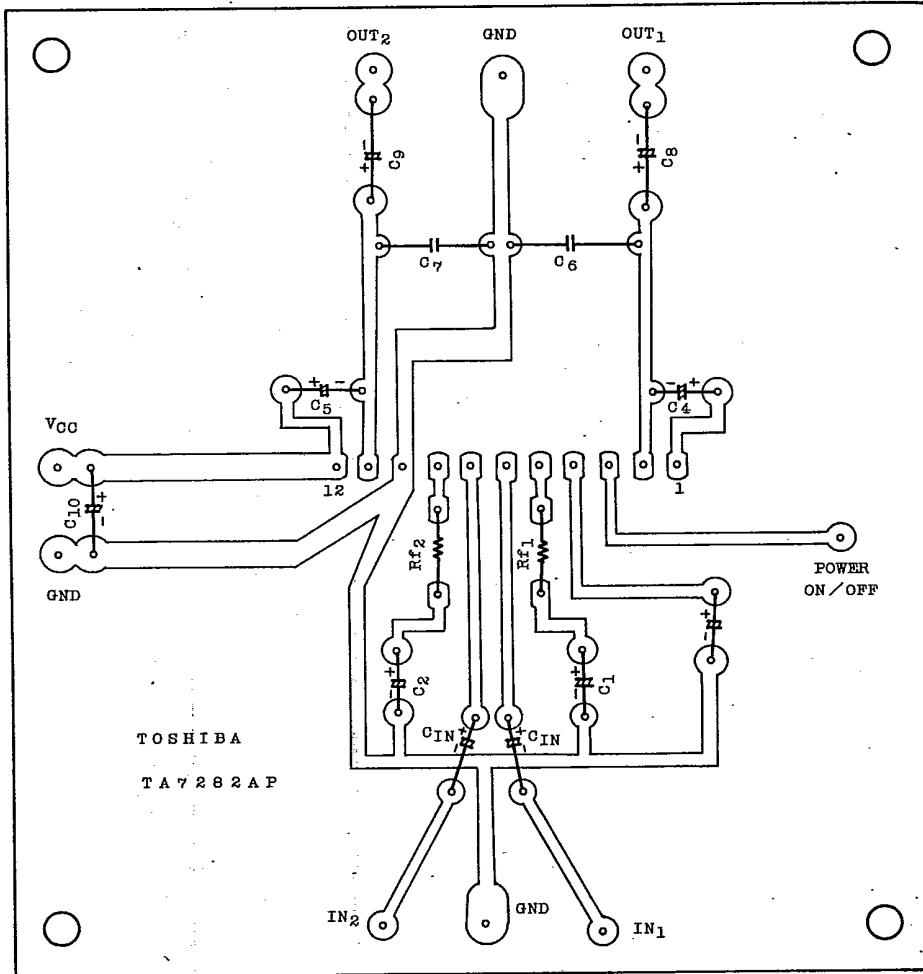 OUT2 GND OUT1
C9 C8
C7 C6
C5 C4
VCC
12 1
C10
Rf2 Rf1
GND
POWER
ON/OFF
C2 C1
CIN CIN
TOSHIBA
TA7282AP
IN2 GND IN1